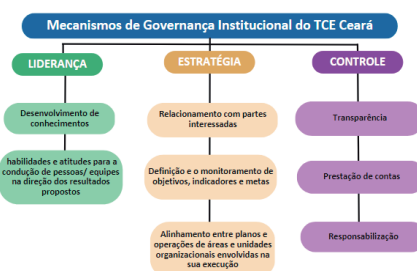 Mecanismos de Governança Institucional do TCE Ceará
LIDERANÇA
Desenvolvimento de
conhecimentos
habilidades e atitudes para a
condução de pessoas/ equipes
na direção dos resultados
propostos
ESTRATÉGIA
Relacionamento com partes
interessadas
Definição e o monitoramento de
objetivos, indicadores e metas
Alinhamento entre planos e
operações de áreas e unidades
organizacionais envolvidas na
sua execução
CONTROLE
Transparência
Prestação de contas
Responsabilização